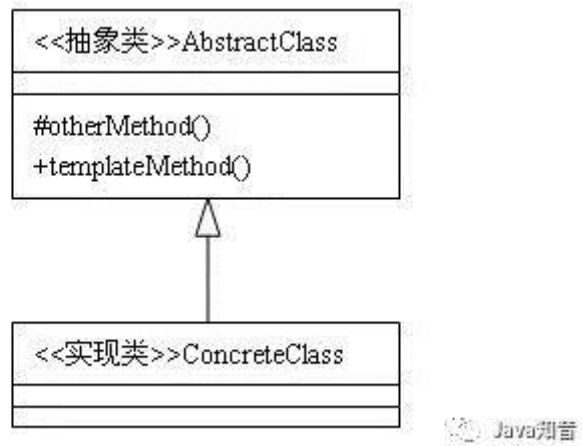 <<抽象类>>AbstractClass
#otherMethod()
+templateMethod()
<<实现类>>ConcreteClass
Java知音